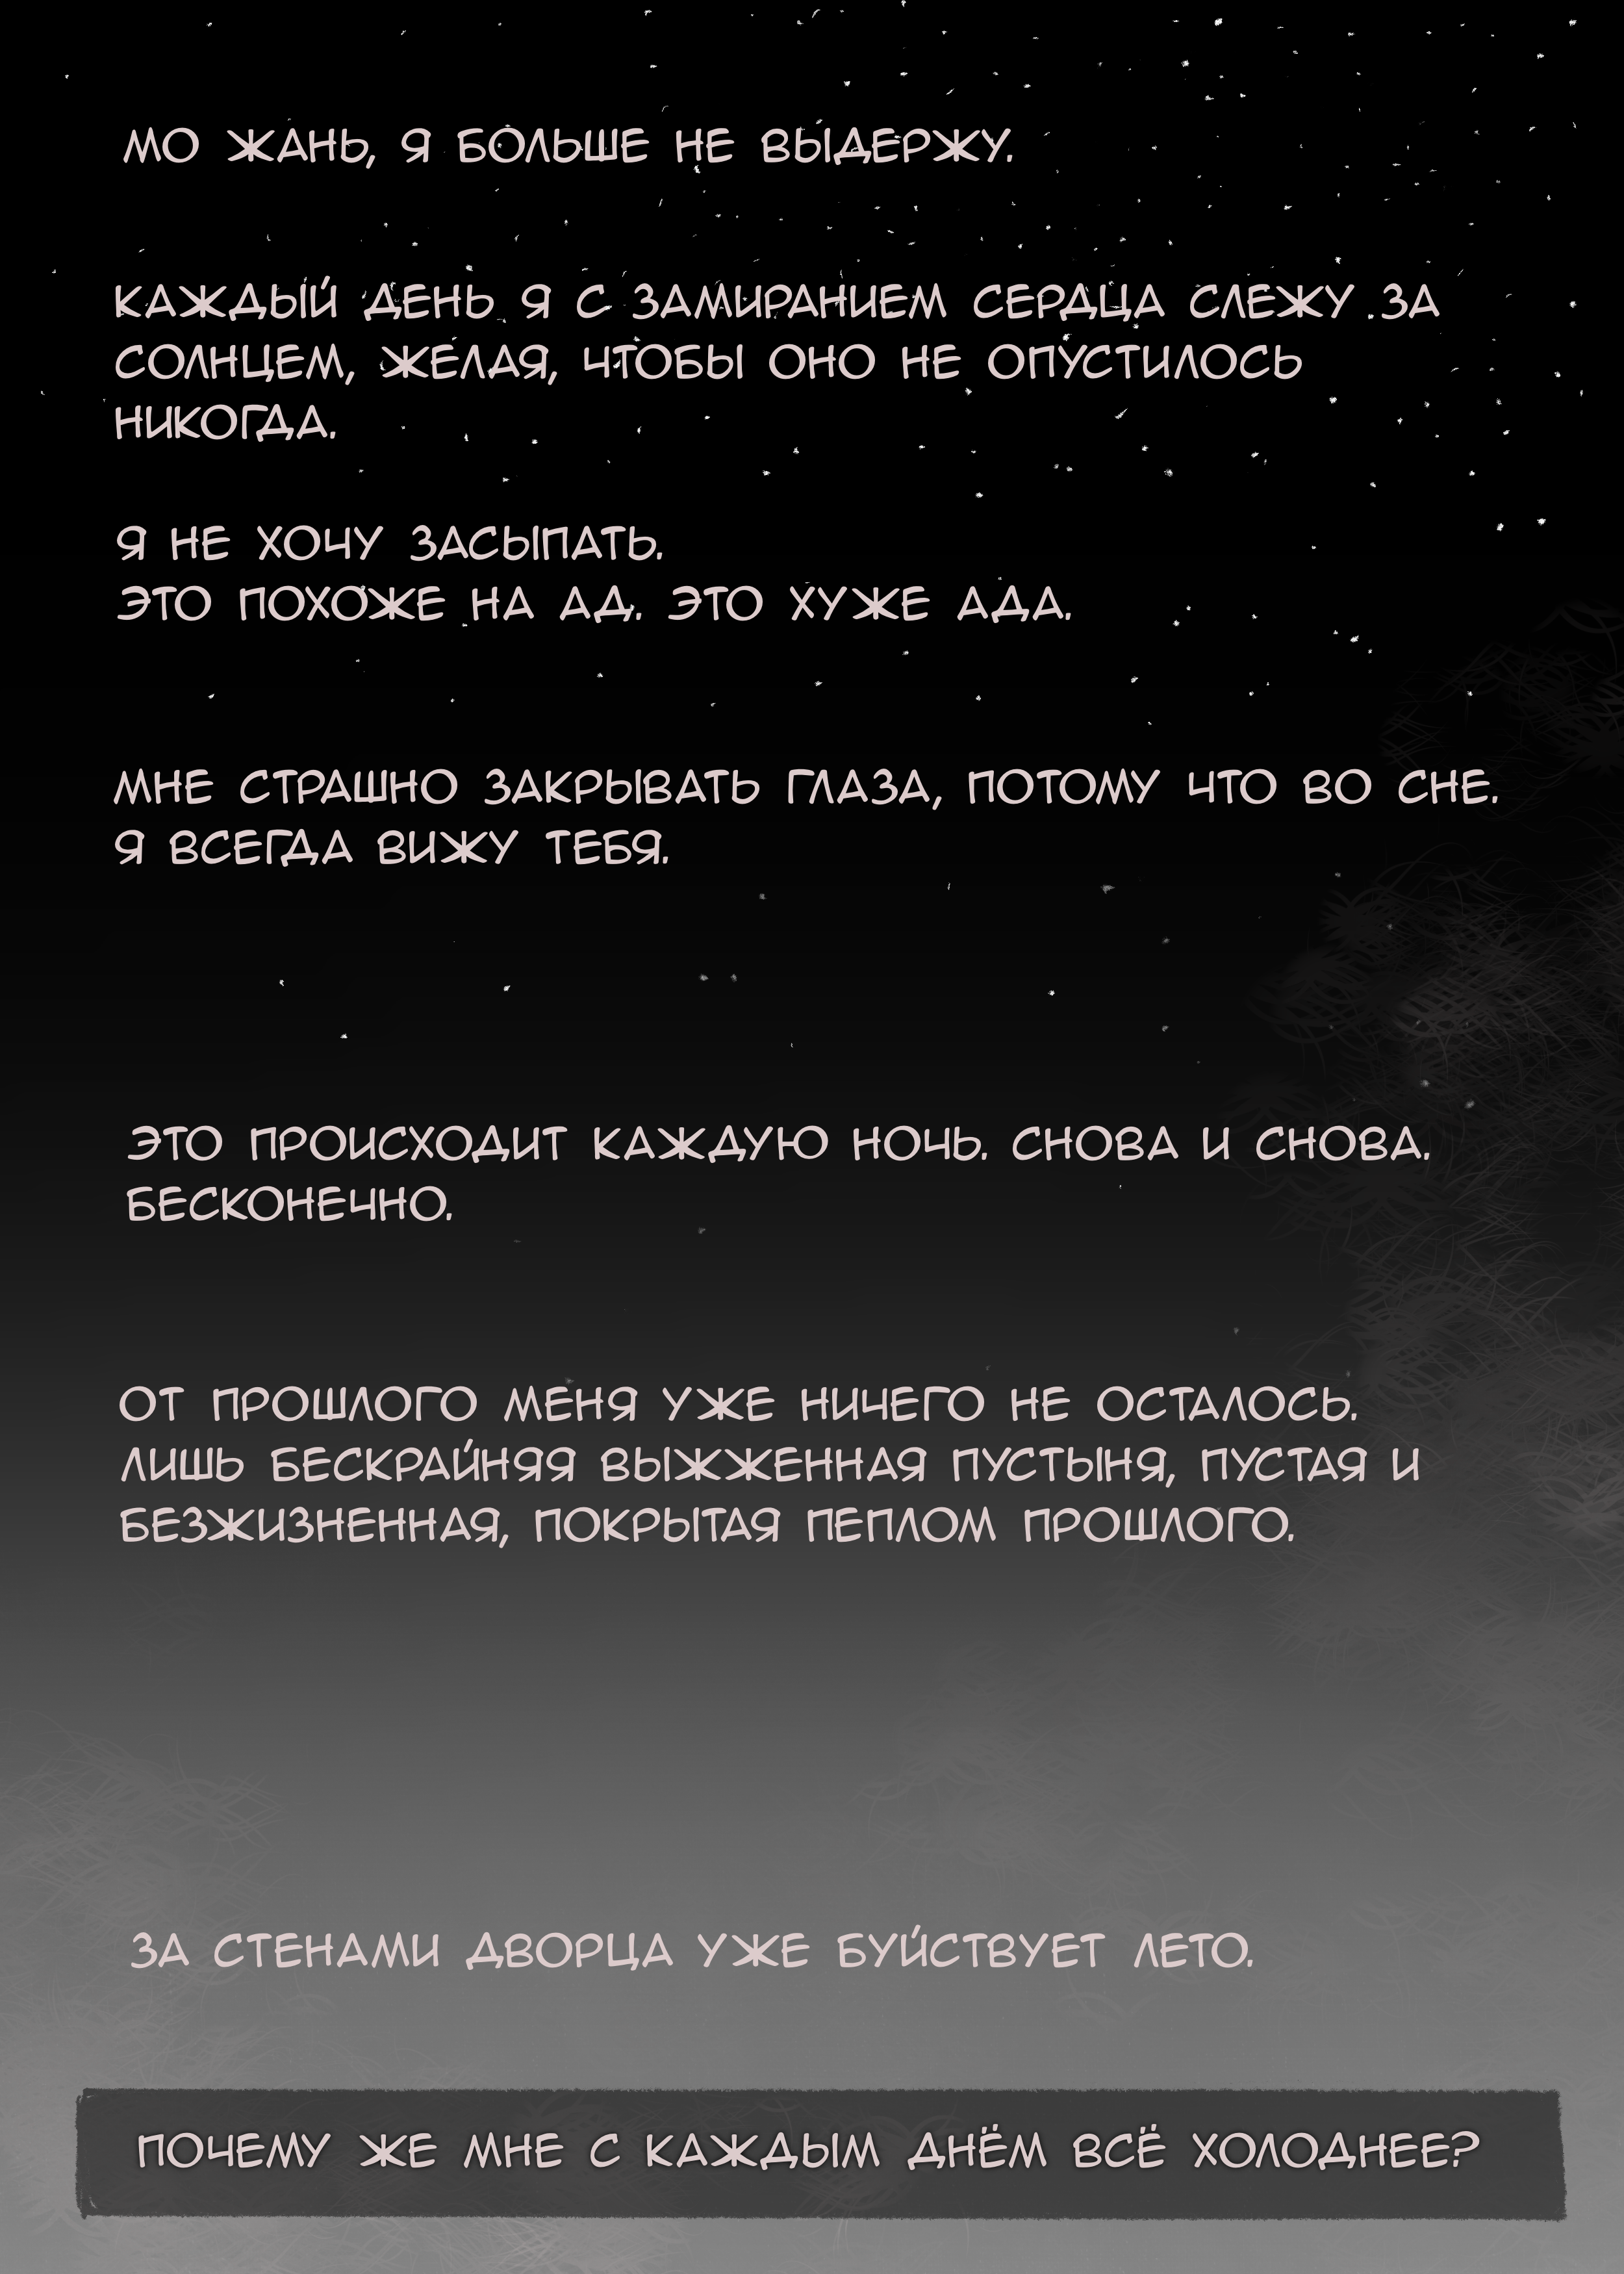 МО ЖАНЬ, Я БОЛЬШЕ НЕ ВЫДЕРЖУ.
КАЖДЫЙ ДЕНЬ Я С ЗАМИРАНИЕМ СЕРДЦА СЛЕЖУ ЗА
СОЛНЦЕМ, ЖЕЛАЯ, ЧТОБЫ ОНО НЕ ОПУСТИЛОСЬ
НИКОГДА.
Я НЕ ХОЧУ ЗАСЫПАТЬ.
ЭТО ПОХОЖЕ НА АД. ЭТО ХУЖЕ АДА.
МНЕ СТРАШНО ЗАКРЫВАТЬ ГЛАЗА, ПОТОМУ ЧТО ВО СНЕ.
Я ВСЕГДА ВИЖУ ТЕБЯ.
ЭТО ПРОИСХОДИТ КАЖДУЮ НОЧЬ. СНОВА И СНОВА.
БЕСКОНЕЧНО.
ОТ ПРОШЛОГО МЕНЯ УЖЕ НИЧЕГО НЕ ОСТАЛОСЬ.
ЛИШЬ БЕСКРАЙНЯЯ ВЫЖЖЕННАЯ ПУСТЫНЯ, ПУСТАЯ И
БЕЗЖИЗНЕННАЯ, ПОКРЫТАЯ ПЕПЛОМ ПРОШЛОГО.
ЗА СТЕНАМИ ДВОРЦА УЖЕ БУЙСТВУЕТ ЛЕТО.
ПОЧЕМУ ЖЕ МНЕ С КАЖДЫМ ДНЁМ ВСЁ ХОЛОДНЕЕ?